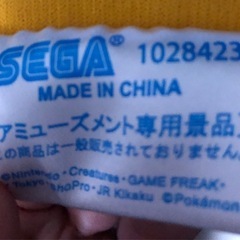 SEGA® 1028423
MADE IN CHINA
アミューズメント専用景品
の商品は一般販売されておりません
©Nintendo・Creatures・GAME FREAK・
Tokyo ShoPro・JR Kikaku ©Pokémon